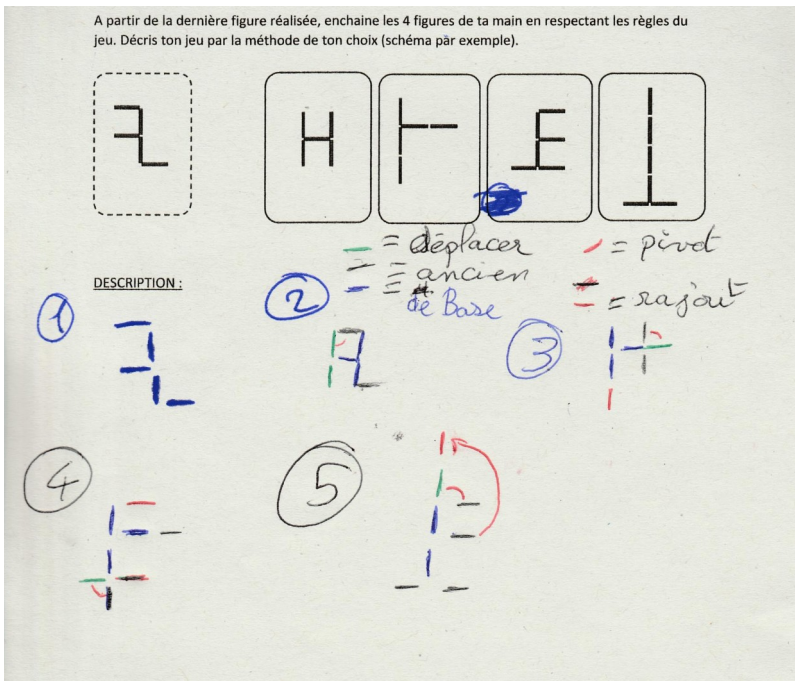 A partir de la dernière figure réalisée, enchaine les 4 figures de ta main en respectant les règles du
jeu. Décris ton jeu par la méthode de ton choix (schéma par exemple).
= déplacer
= pivot
= ancien
= de Base
= rajout
DESCRIPTION :
1
2
3
4
5